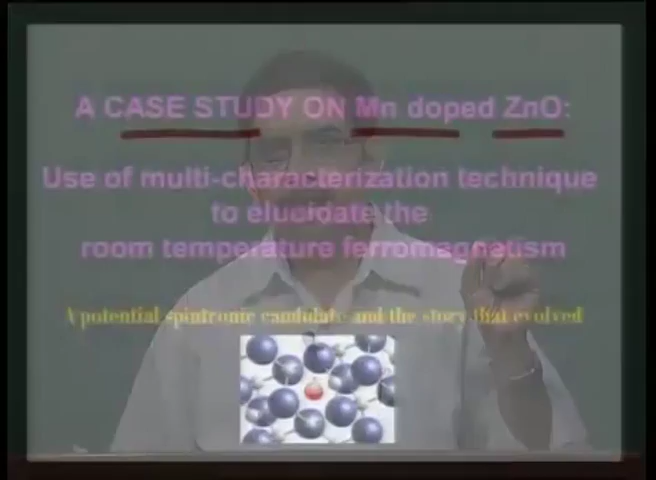 A CASE STUDY ON Mn doped ZnO:
Use of multi-characterization technique
to elucidate the
room temperature ferromagnetism
A potential spintronic candidate and the story that evolved